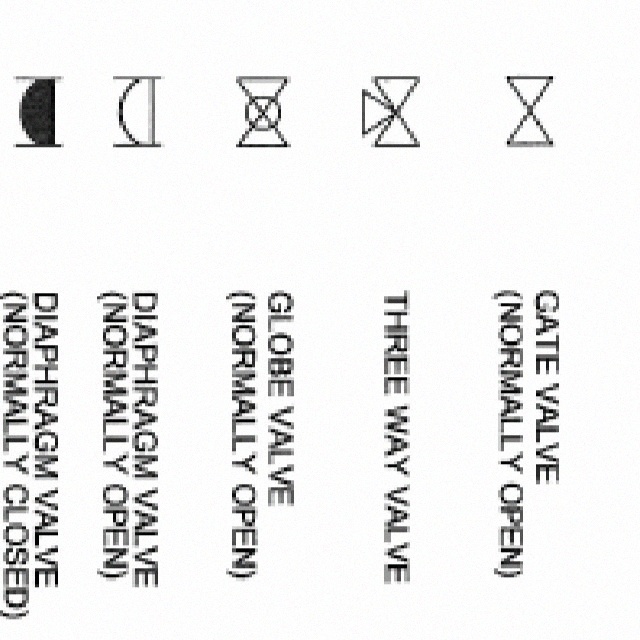 GATE VALVE
(NORMALLY OPEN)
THREE WAY VALVE
GLOBE VALVE
(NORMALLY OPEN)
DIAPHRAGM VALVE
(NORMALLY OPEN)
DIAPHRAGM VALVE
(NORMALLY CLOSED)